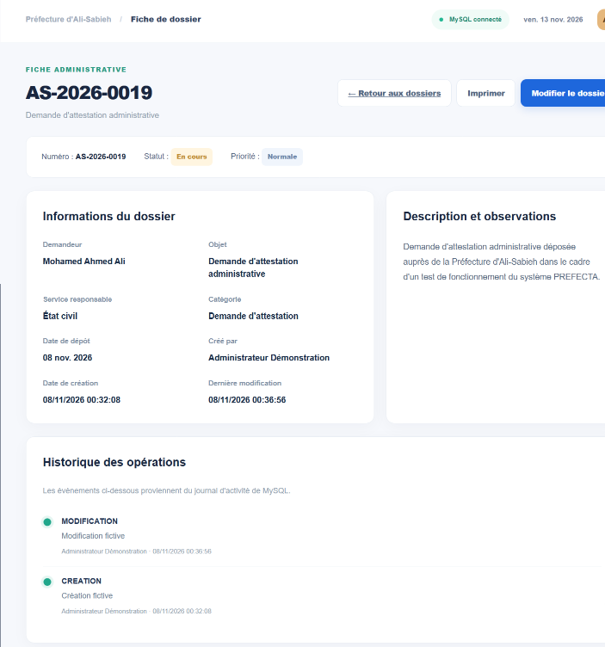 Préfecture d'Ali-Sabieh / Fiche de dossier
MySQL connecté
ven. 13 nov. 2026
FICHE ADMINISTRATIVE
AS-2026-0019
Demande d'attestation administrative
← Retour aux dossiers
Imprimer
Modifier le dossie
Numéro : AS-2026-0019 Statut : En cours Priorité : Normale
Informations du dossier
Demandeur
Mohamed Ahmed Ali
Objet
Demande d'attestation
administrative
Service responsable
État civil
Catégorie
Demande d'attestation
Date de dépôt
08 nov. 2026
Créé par
Administrateur Démonstration
Date de création
08/11/2026 00:32:08
Dernière modification
08/11/2026 00:36:56
Description et observations
Demande d'attestation administrative déposée
auprès de la Préfecture d'Ali-Sabieh dans le cadre
d'un test de fonctionnement du système PREFECTA.
Historique des opérations
Les événements ci-dessous proviennent du journal d'activité de MySQL.
MODIFICATION
Modification fictive
Administrateur Démonstration · 08/11/2026 00:36:56
CREATION
Création fictive
Administrateur Démonstration · 08/11/2026 00:32:08